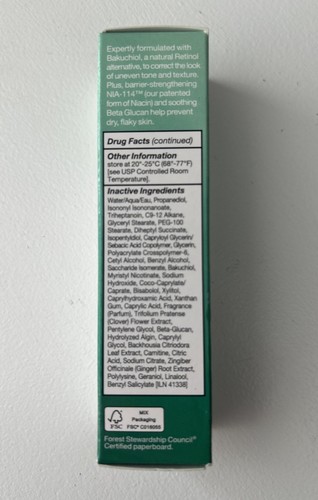 Expertly formulated with
Bakuchiol, a natural Retinol
alternative, to correct the look
of uneven tone and texture.
Plus, barrier-strengthening
NIA-114™ (our patented
form of Niacin) and soothing
Beta Glucan help prevent
dry, flaky skin.
Drug Facts (continued)
Other Information
store at 20°-25°C (68°-77°F)
[see USP Controlled Room
Temperature].
Inactive Ingredients
Water/Aqua/Eau, Propanediol,
Isononyl Isononanoate,
Triheptanoin, C9-12 Alkane,
Glyceryl Stearate, PEG-100
Stearate, Diheptyl Succinate,
Isopentyldiol, Capryloyl Glycerin/
Sebacic Acid Copolymer, Glycerin,
Polyacrylate Crosspolymer-6,
Cetyl Alcohol, Benzyl Alcohol,
Saccharide Isomerate, Bakuchiol,
Myristyl Nicotinate, Sodium
Hydroxide, Coco-Caprylate/
Caprate, Bisabolol, Xylitol,
Caprylhydroxamic Acid, Xanthan
Gum, Caprylic Acid, Fragrance
(Parfum), Trifolium Pratense
(Clover) Flower Extract,
Pentylene Glycol, Beta-Glucan,
Hydrolyzed Algin, Caprylyl
Glycol, Backhousia Citriodora
Leaf Extract, Carnitine, Citric
Acid, Sodium Citrate, Zingiber
Officinale (Ginger) Root Extract,
Polylysine, Geraniol, Linalool,
Benzyl Salicylate [ILN 41338]
MIX
Packaging
FSC
FSC® C016065
Forest Stewardship Council®
Certified paperboard.